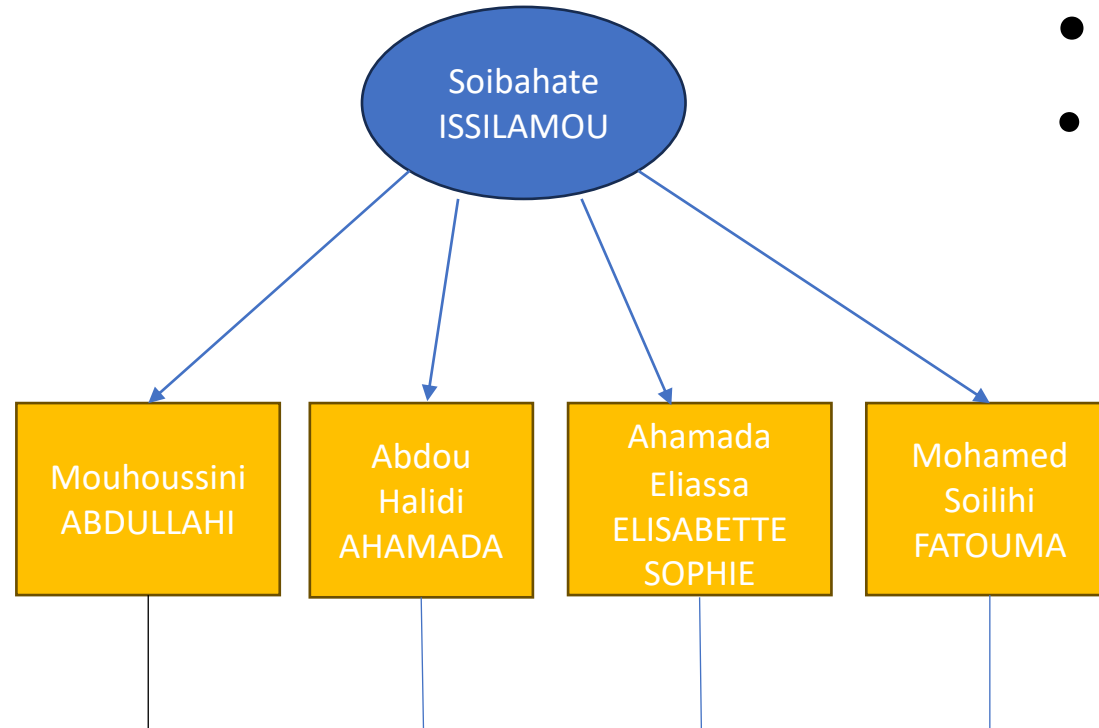 Soibahate
ISSILAMOU
Mouhoussini
ABDULLAHI
Abdou
Halidi
AHAMADA
Ahamada
Eliassa
ELISABETTE
SOPHIE
Mohamed
Soilihi
FATOUMA